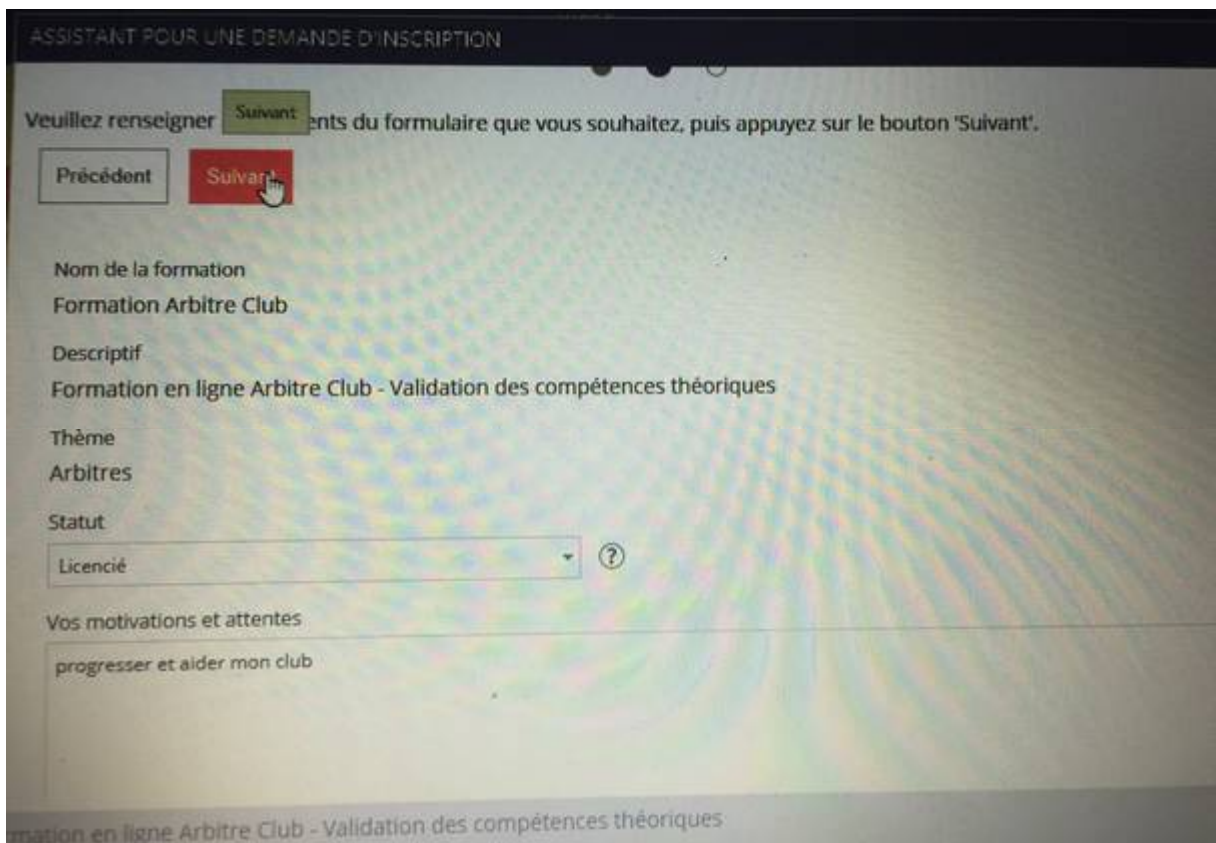 ASSISTANT POUR UNE DEMANDE D'INSCRIPTION
Veuillez renseigner Suivant ents du formulaire que vous souhaitez, puis appuyez sur le bouton 'Suivant'.
Précédent Suivant
Nom de la formation
Formation Arbitre Club
Descriptif
Formation en ligne Arbitre Club - Validation des compétences théoriques
Thème
Arbitres
Statut
Licencié ?
Vos motivations et attentes
progresser et aider mon club
rmation en ligne Arbitre Club - Validation des compétences théoriques